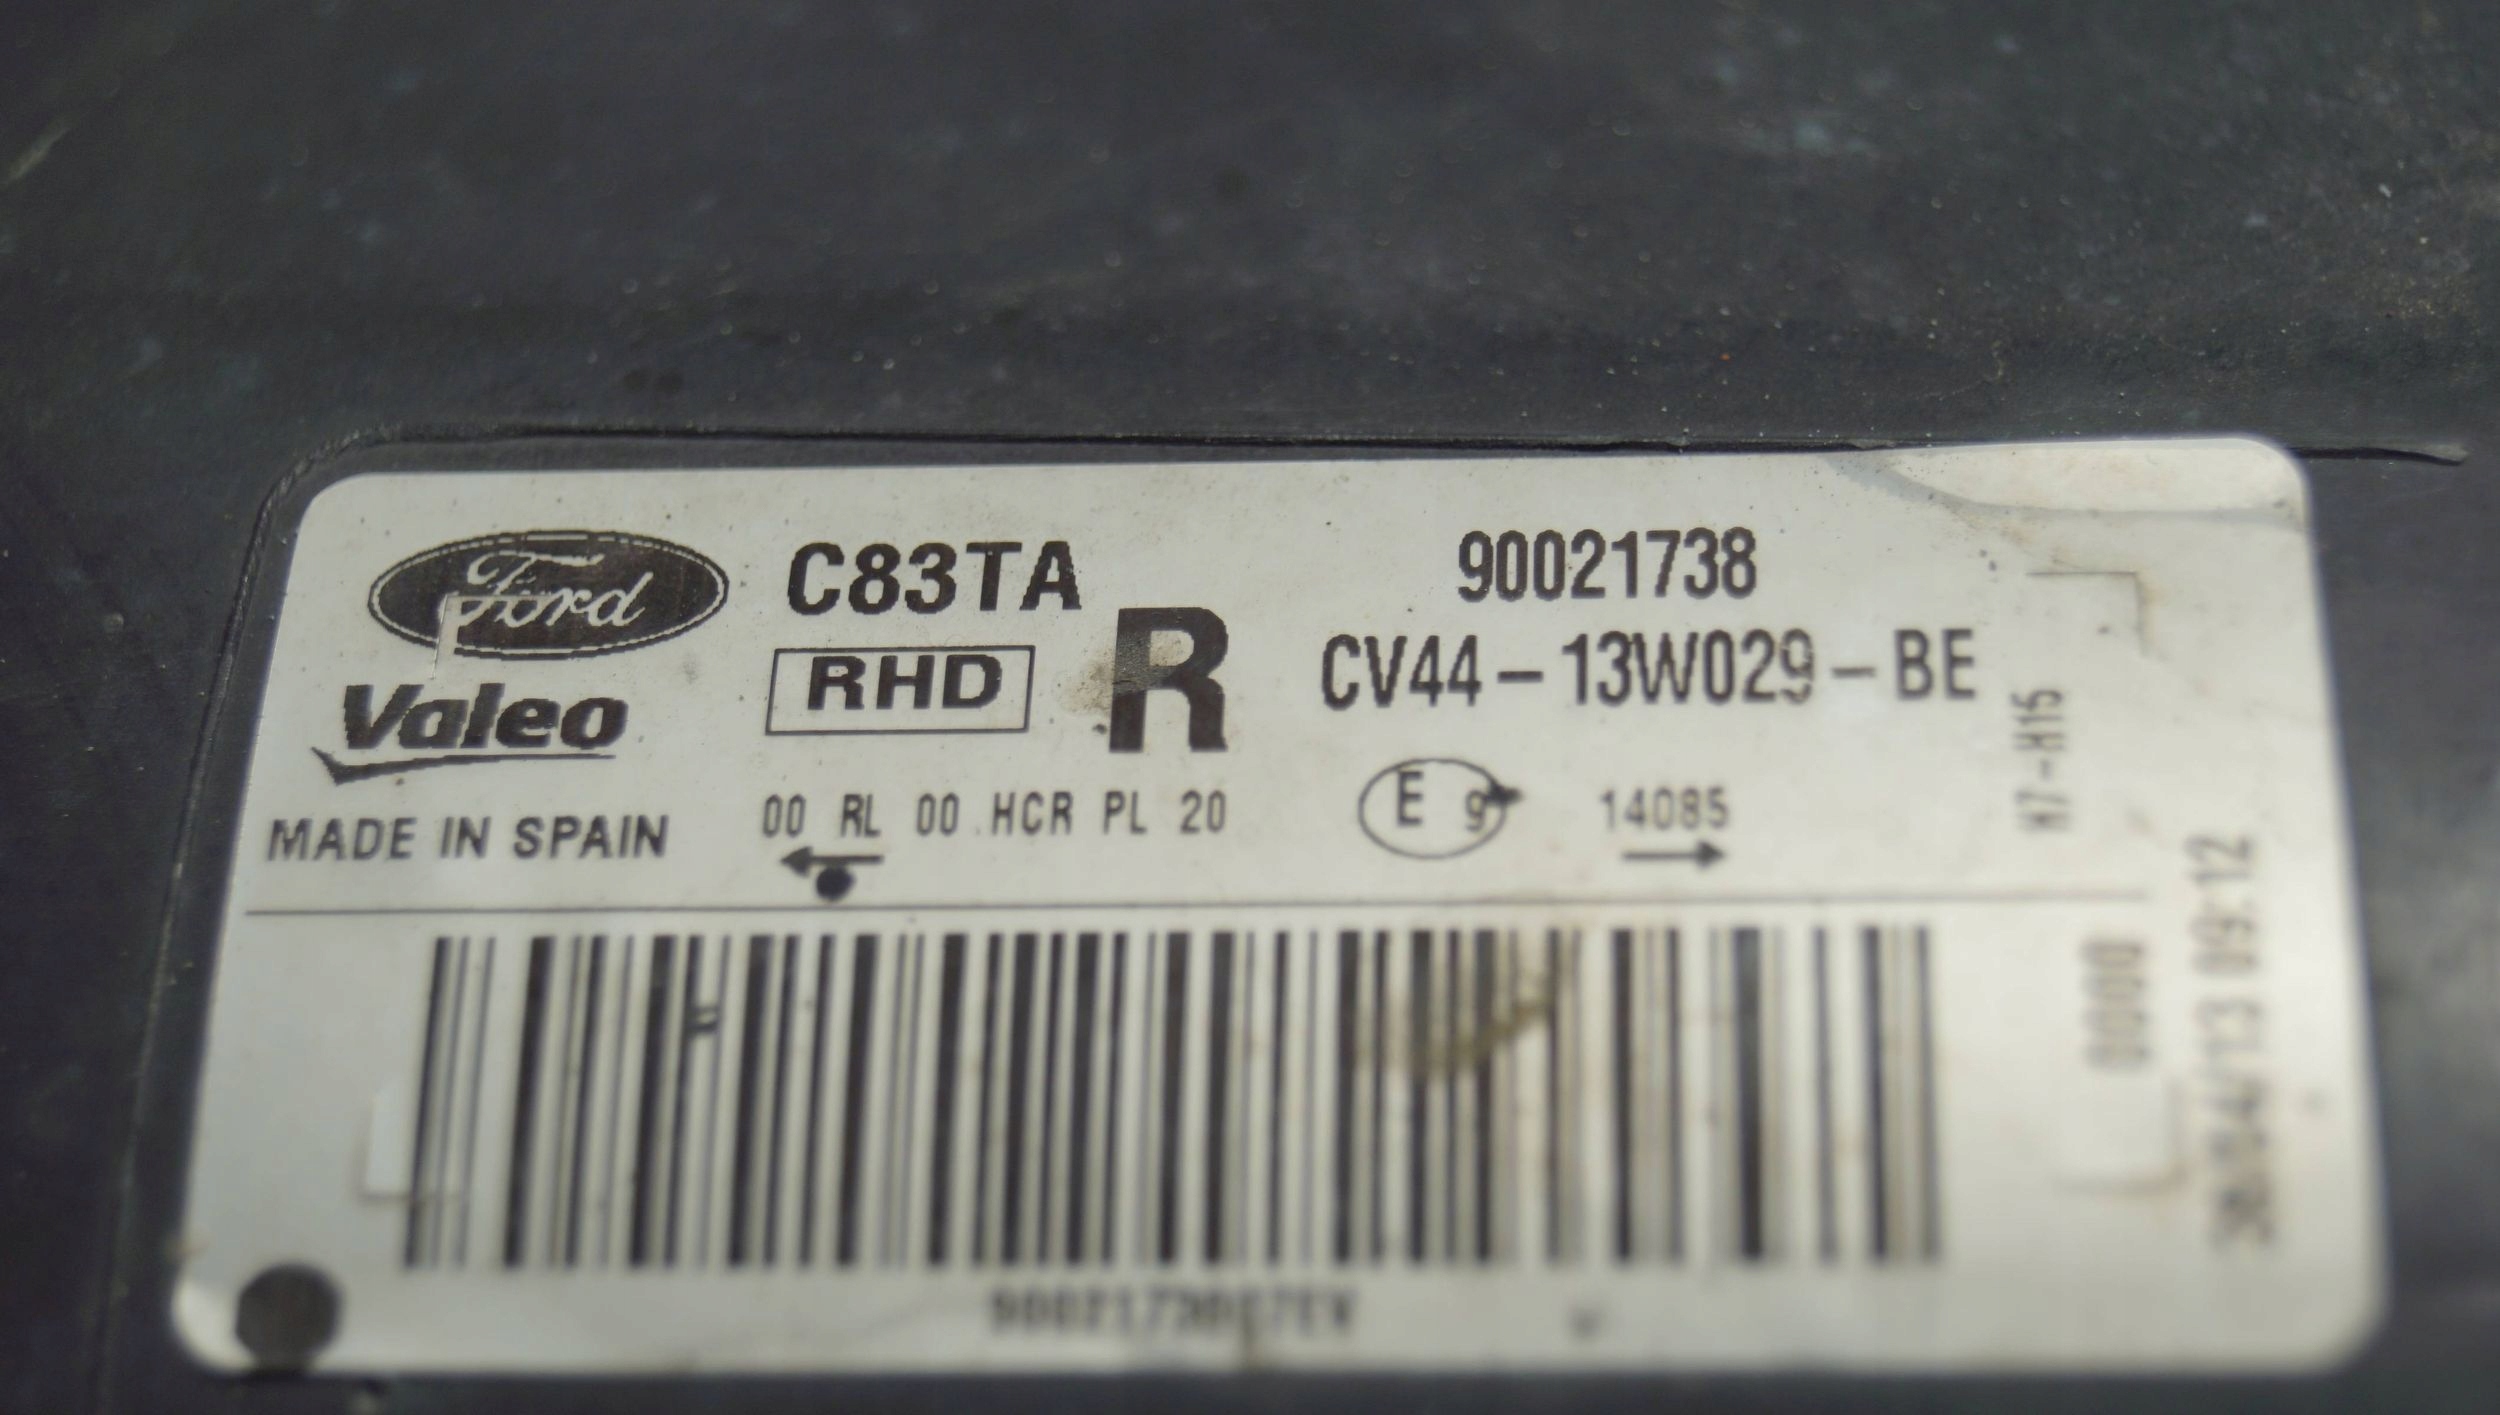 Ford C83TA 90021738
Valeo RHD R CV44-13W029-BE
MADE IN SPAIN 00 RL 00 HCR PL 20 E 9 14085
H7-H15
0000